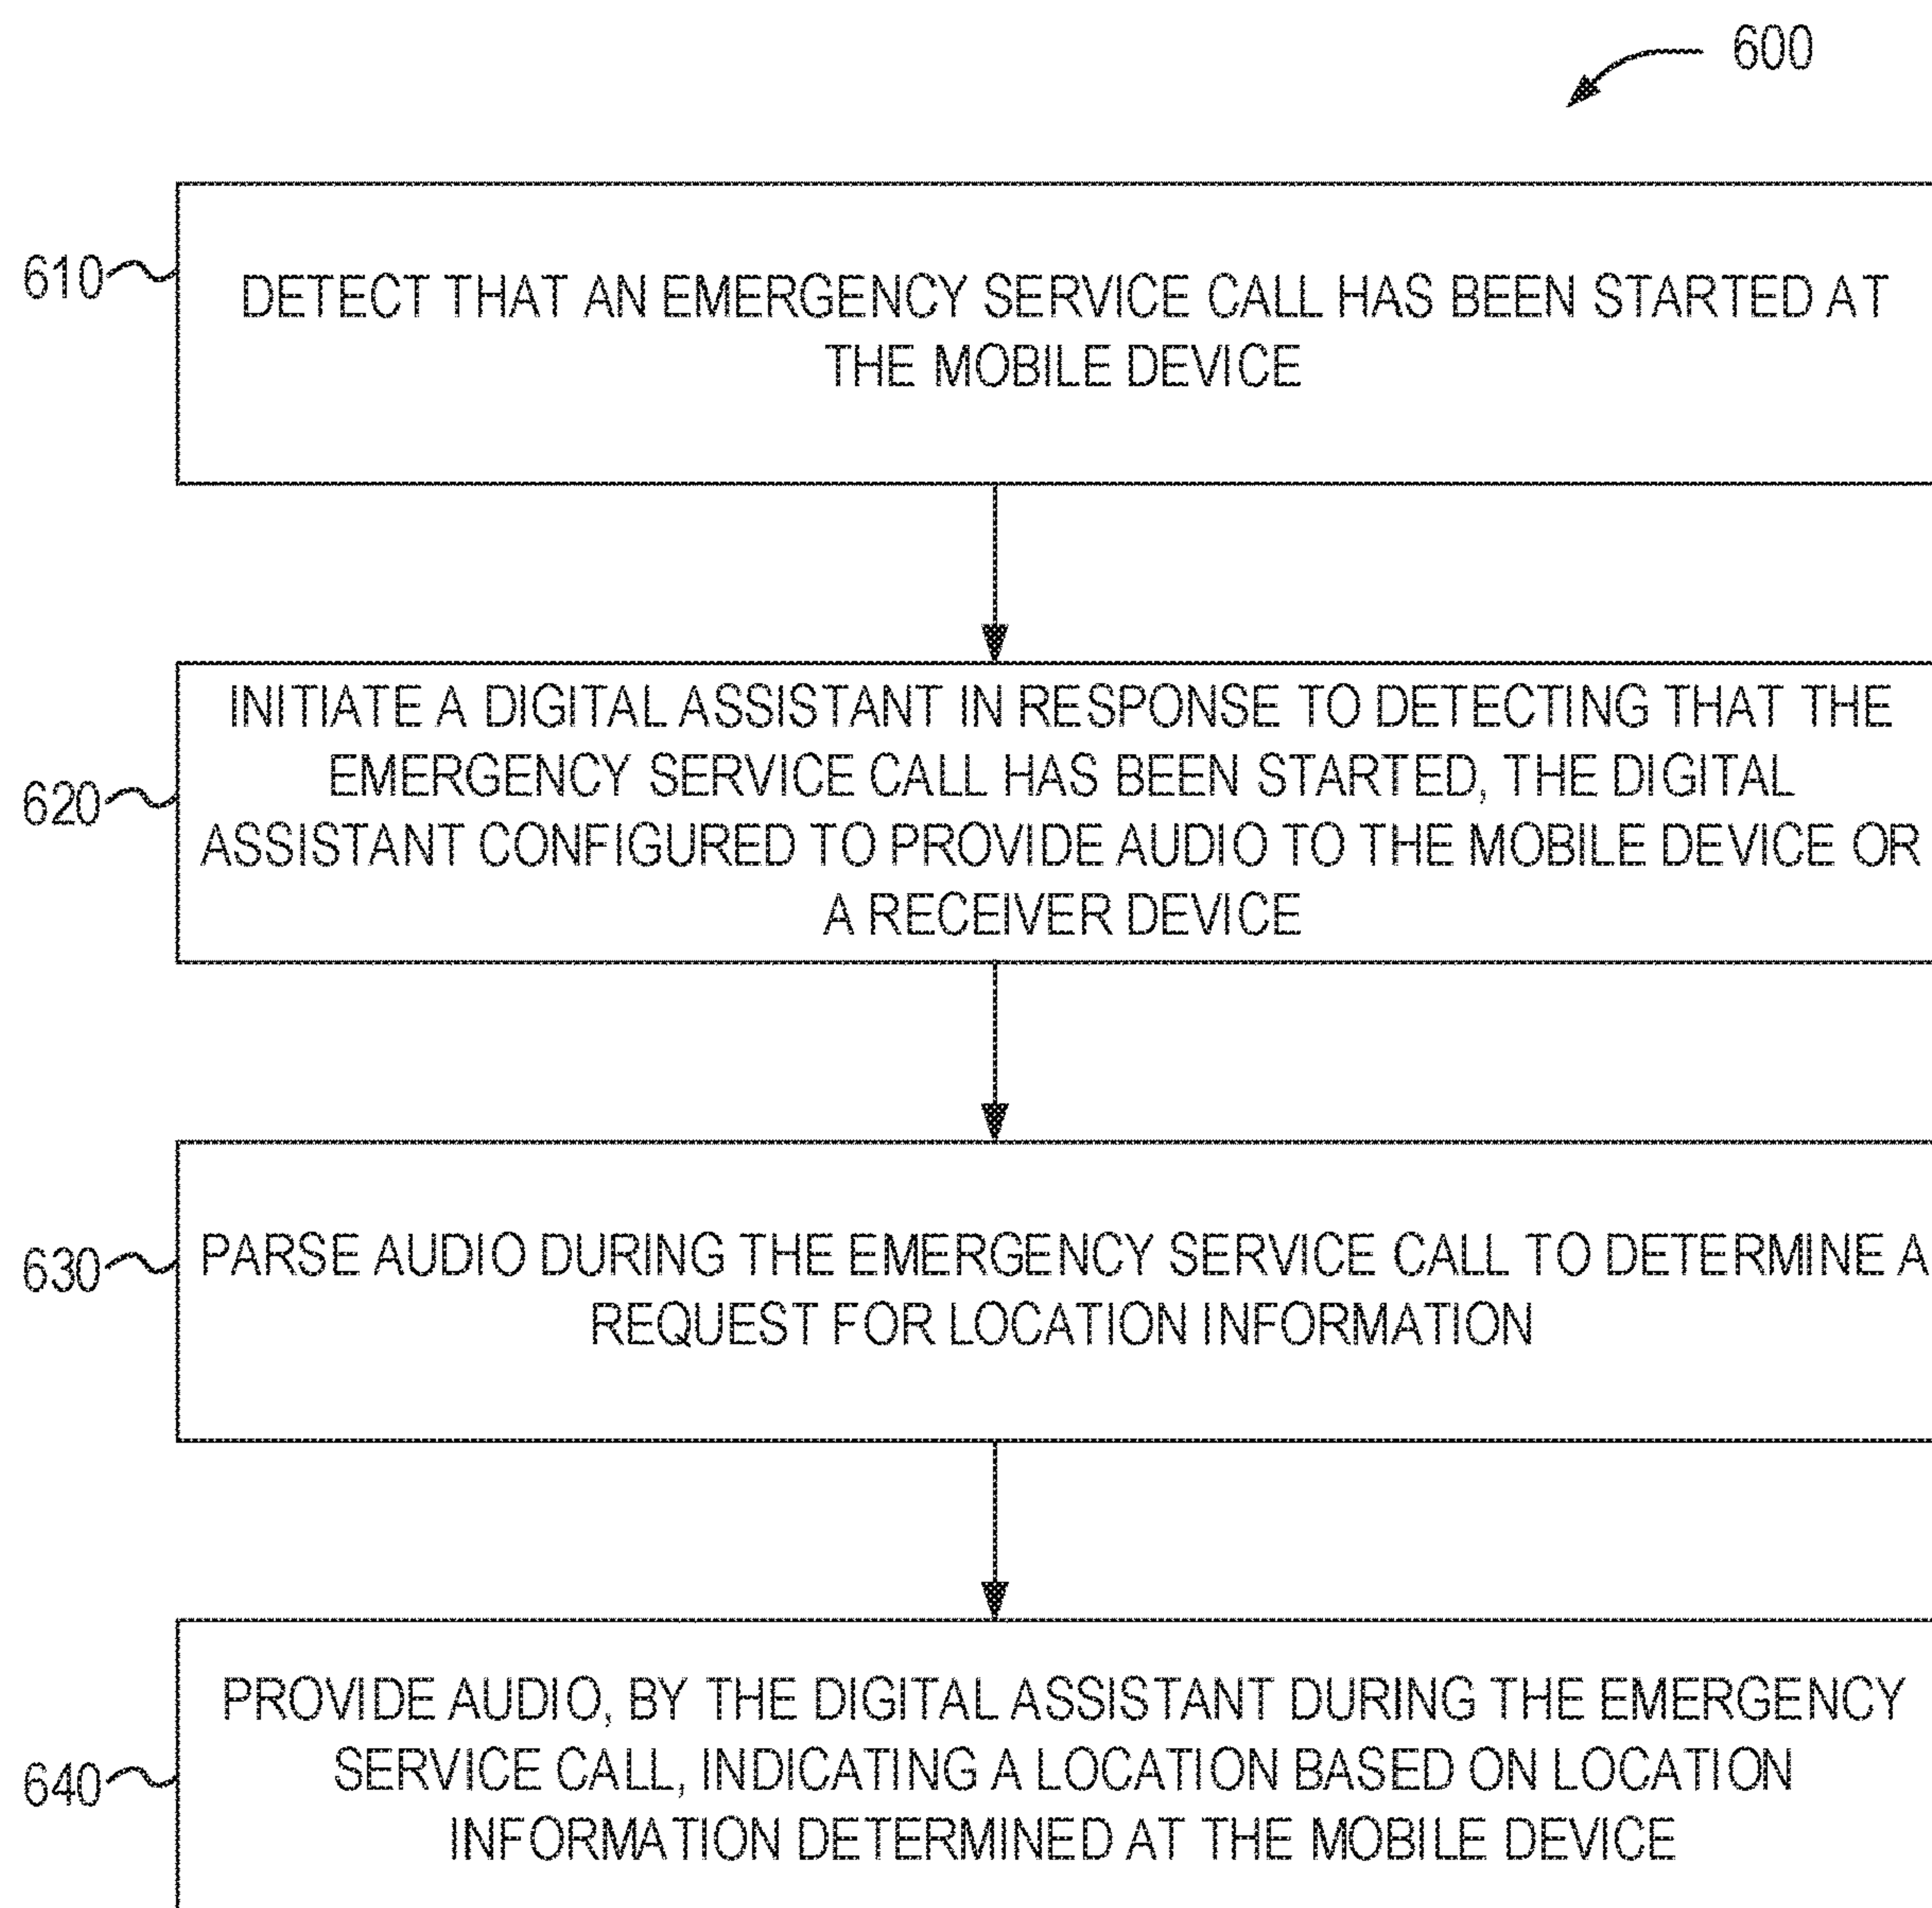 600
610
DETECT THAT AN EMERGENCY SERVICE CALL HAS BEEN STARTED AT
THE MOBILE DEVICE
620
INITIATE A DIGITAL ASSISTANT IN RESPONSE TO DETECTING THAT THE
EMERGENCY SERVICE CALL HAS BEEN STARTED, THE DIGITAL
ASSISTANT CONFIGURED TO PROVIDE AUDIO TO THE MOBILE DEVICE OR
A RECEIVER DEVICE
630
PARSE AUDIO DURING THE EMERGENCY SERVICE CALL TO DETERMINE A
REQUEST FOR LOCATION INFORMATION
640
PROVIDE AUDIO, BY THE DIGITAL ASSISTANT DURING THE EMERGENCY
SERVICE CALL, INDICATING A LOCATION BASED ON LOCATION
INFORMATION DETERMINED AT THE MOBILE DEVICE